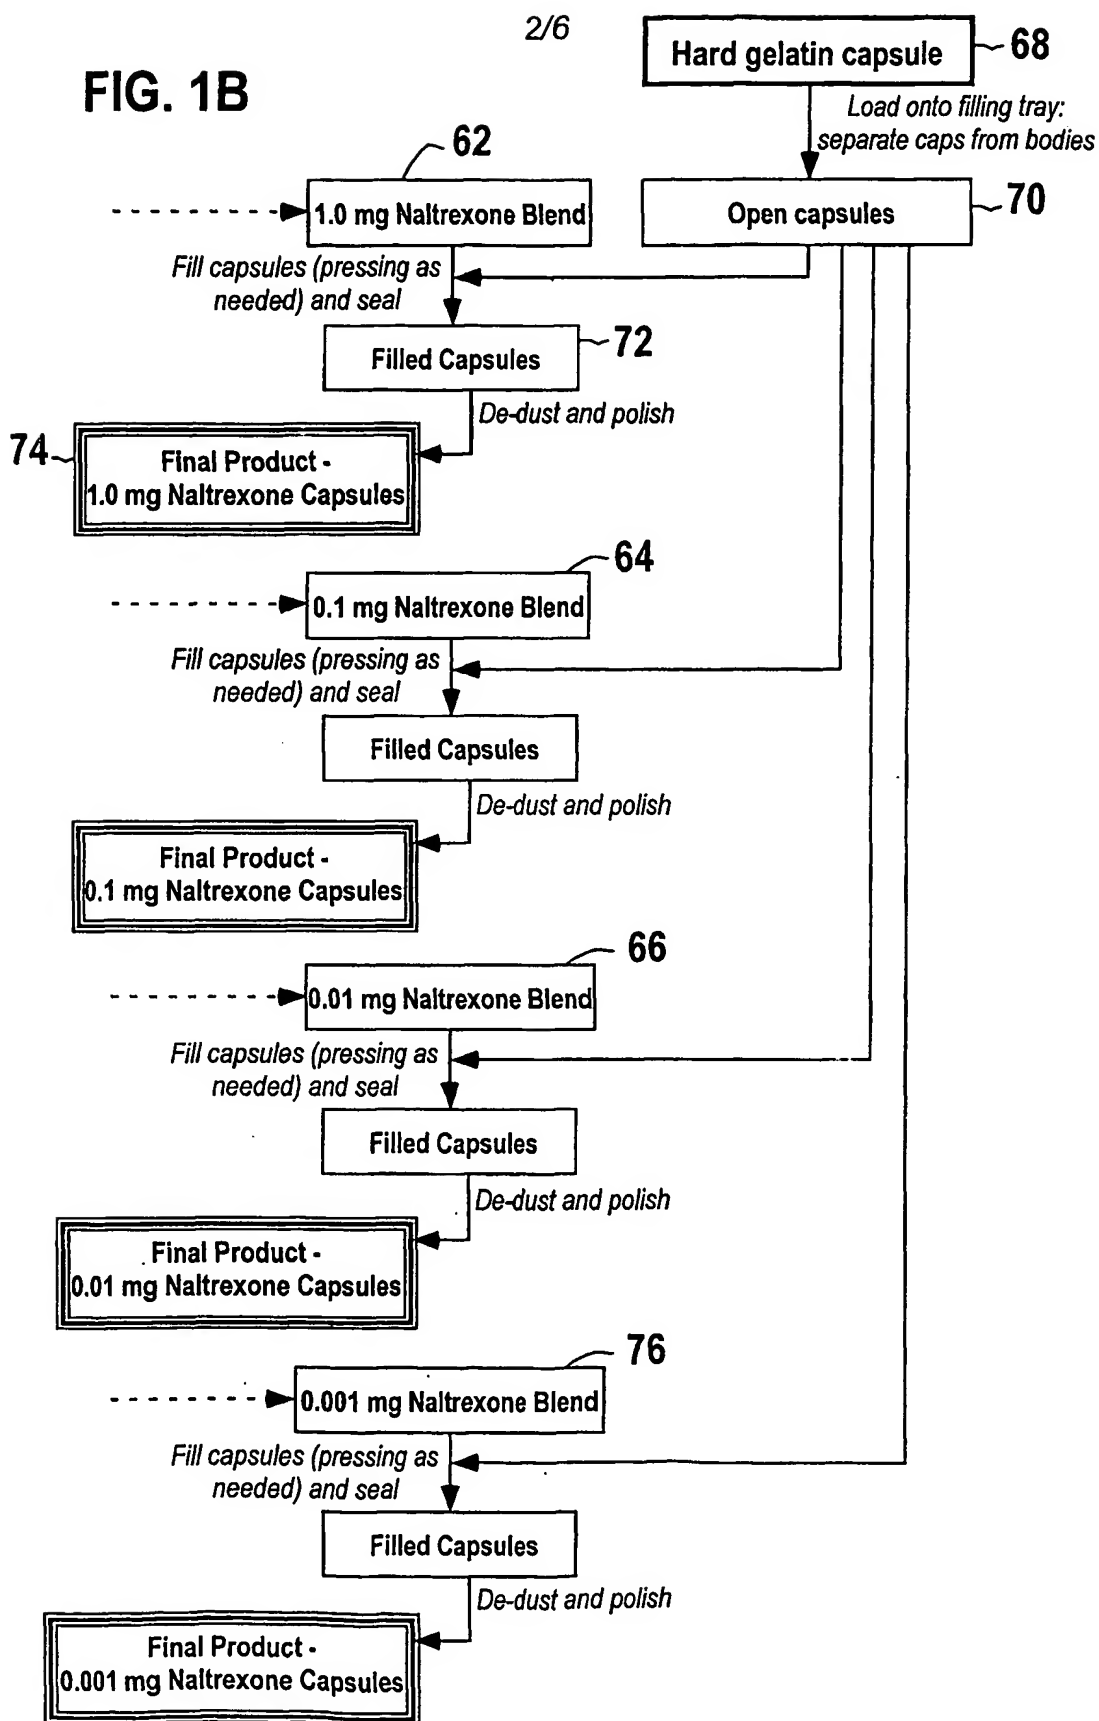 2/6
FIG. 1B
Hard gelatin capsule
68
Load onto filling tray:
separate caps from bodies
62
1.0 mg Naltrexone Blend
Open capsules
70
Fill capsules (pressing as
needed) and seal
Filled Capsules
72
De-dust and polish
74
Final Product -
1.0 mg Naltrexone Capsules
64
0.1 mg Naltrexone Blend
Fill capsules (pressing as
needed) and seal
Filled Capsules
De-dust and polish
Final Product -
0.1 mg Naltrexone Capsules
66
0.01 mg Naltrexone Blend
Fill capsules (pressing as
needed) and seal
Filled Capsules
De-dust and polish
Final Product -
0.01 mg Naltrexone Capsules
76
0.001 mg Naltrexone Blend
Fill capsules (pressing as
needed) and seal
Filled Capsules
De-dust and polish
Final Product -
0.001 mg Naltrexone Capsules